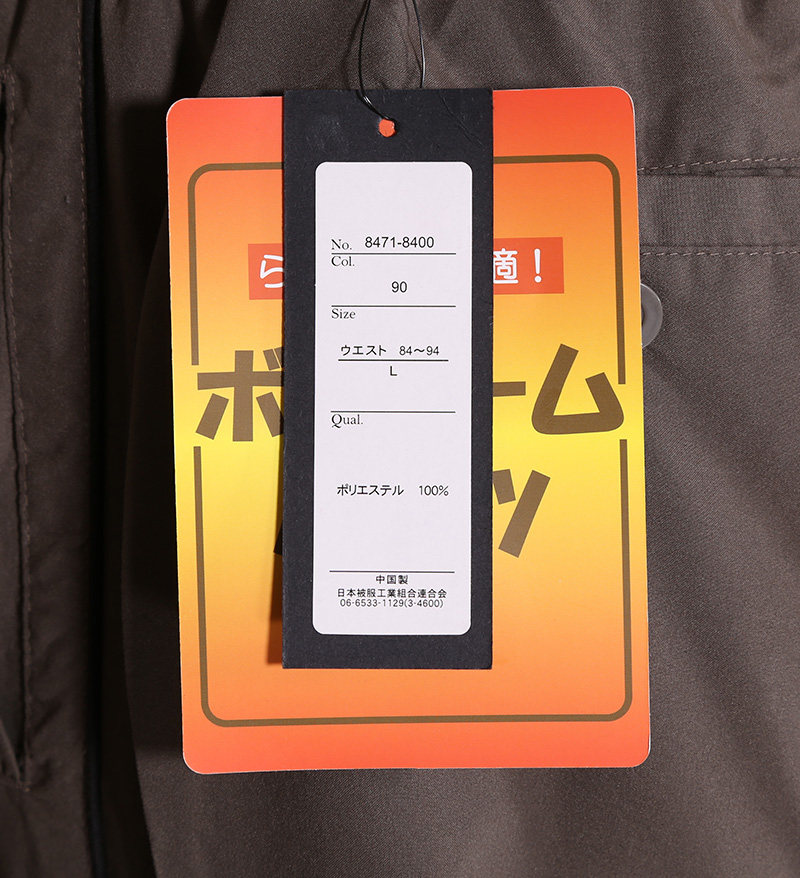 No. 8471-8400
Col.
90
Size
ウエスト 84〜94
L
Qual.
ポリエステル 100%
中国製
日本被服工業組合連合会
06-6533-1129(3-4600)
ら 適！
ボ ーム
ツ